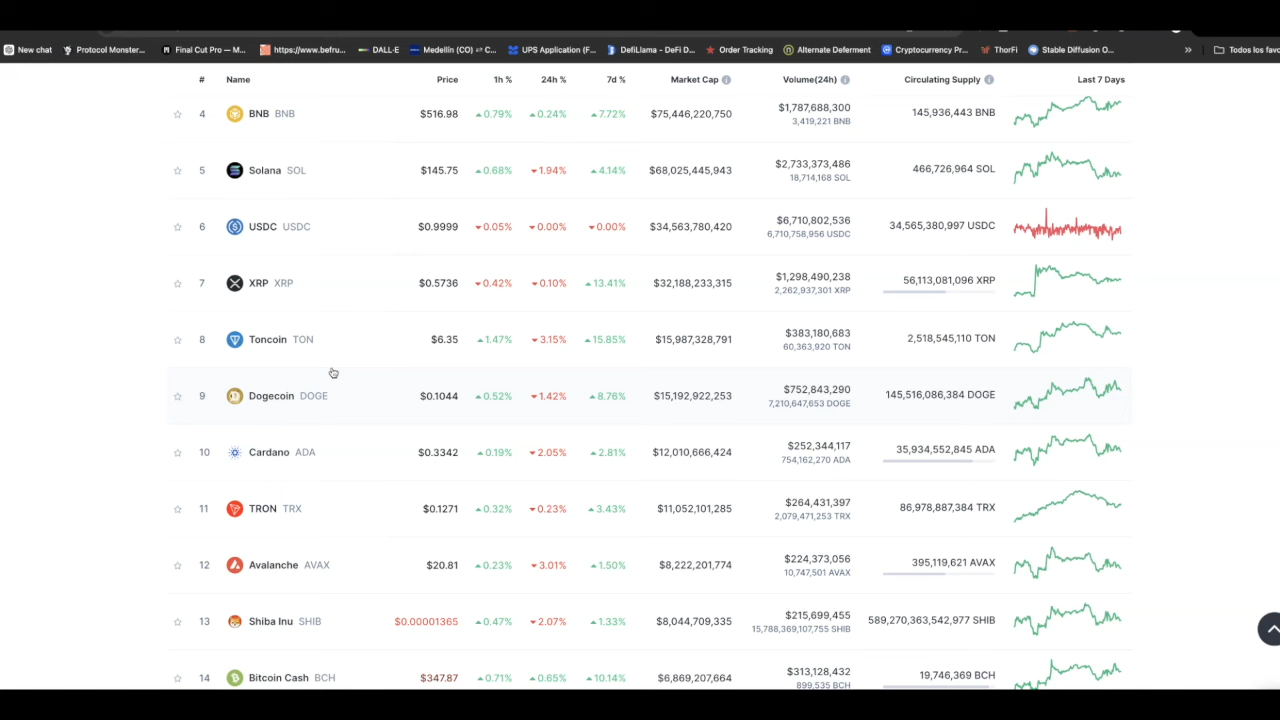 New chat Protocol Monster... Final Cut Pro — M... https://www.befru... DALL·E Medellín (CO) ⇄ C... UPS Application (F... DefiLlama - DeFi D... Order Tracking Alternate Deferment Cryptocurrency Pr... ThorFi Stable Diffusion O... » Todos los favo
# Name Price 1h % 24h % 7d % Market Cap Volume(24h) Circulating Supply Last 7 Days
4 BNB BNB $516.98 0.79% 0.24% 7.72% $75,446,220,750 $1,787,688,300 145,936,443 BNB
3,419,221 BNB
5 Solana SOL $145.75 0.68% 1.94% 4.14% $68,025,445,943 $2,733,373,486 466,726,964 SOL
18,714,168 SOL
6 USDC USDC $0.9999 0.05% 0.00% 0.00% $34,563,780,420 $6,710,802,536 34,565,380,997 USDC
6,710,758,956 USDC
7 XRP XRP $0.5736 0.42% 0.10% 13.41% $32,188,233,315 $1,298,490,238 56,113,081,096 XRP
2,262,937,301 XRP
8 Toncoin TON $6.35 1.47% 3.15% 15.85% $15,987,328,791 $383,180,683 2,518,545,110 TON
60,363,920 TON
9 Dogecoin DOGE $0.1044 0.52% 1.42% 8.76% $15,192,922,253 $752,843,290 145,516,086,384 DOGE
7,210,647,653 DOGE
10 Cardano ADA $0.3342 0.19% 2.05% 2.81% $12,010,666,424 $252,344,117 35,934,552,845 ADA
754,162,270 ADA
11 TRON TRX $0.1271 0.32% 0.23% 3.43% $11,052,101,285 $264,431,397 86,978,887,384 TRX
2,079,471,253 TRX
12 Avalanche AVAX $20.81 0.23% 3.01% 1.50% $8,222,201,774 $224,373,056 395,119,621 AVAX
10,747,501 AVAX
13 Shiba Inu SHIB $0.00001365 0.47% 2.07% 1.33% $8,044,709,335 $215,699,455 589,270,363,542,977 SHIB
15,788,369,107,755 SHIB
14 Bitcoin Cash BCH $347.87 0.71% 0.65% 10.14% $6,869,207,664 $313,128,432 19,746,369 BCH
899,535 BCH